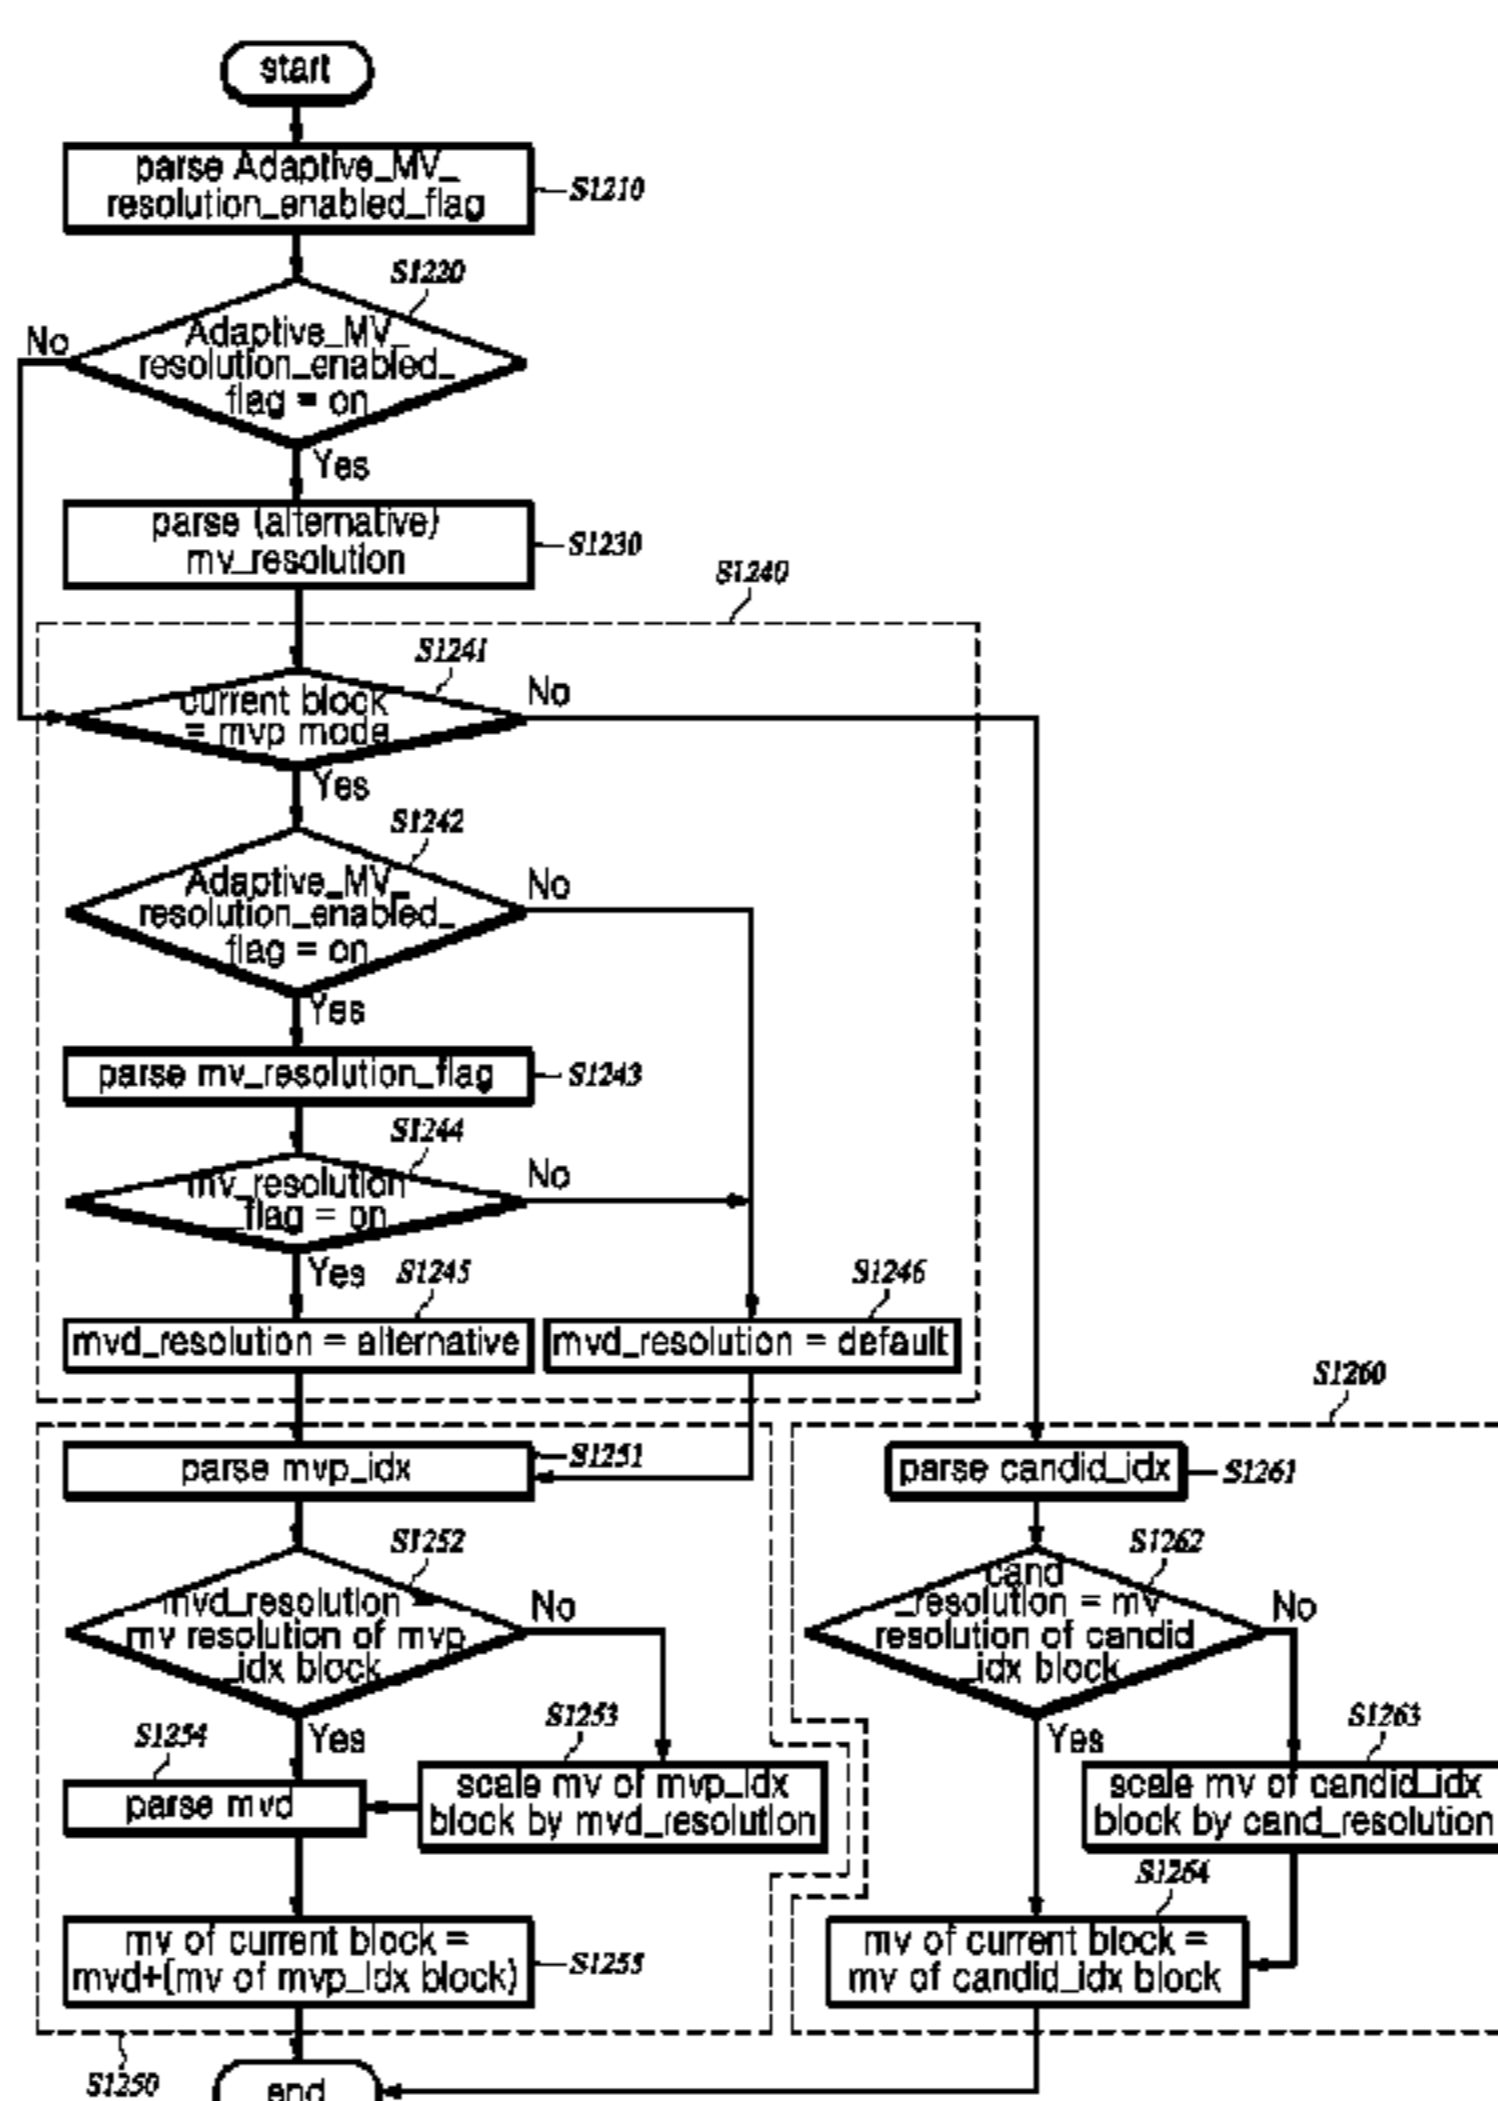 start
parse Adaptive_MV_
resolution_enabled_flag
S1210
S1220
Adaptive_MV_
resolution_enabled_
flag = on
No
Yes
parse (alternative)
mv_resolution
S1230
S1240
S1241
current block
= mvp mode
No
Yes
S1242
Adaptive_MV_
resolution_enabled_
flag = on
No
Yes
parse mv_resolution_flag
S1243
S1244
mv_resolution
_flag = on
No
Yes
S1245
mvd_resolution = alternative
S1246
mvd_resolution = default
S1260
parse mvp_idx
S1251
parse candid_idx
S1261
S1252
mvd_resolution =
mv resolution of mvp
_idx block
No
Yes
S1262
cand
_resolution = mv
resolution of candid
_idx block
No
Yes
S1254
parse mvd
S1253
scale mv of mvp_idx
block by mvd_resolution
S1263
scale mv of candid_idx
block by cand_resolution
S1264
mv of current block =
mvd+(mv of mvp_idx block)
S1255
mv of current block =
mv of candid_idx block
S1250
end